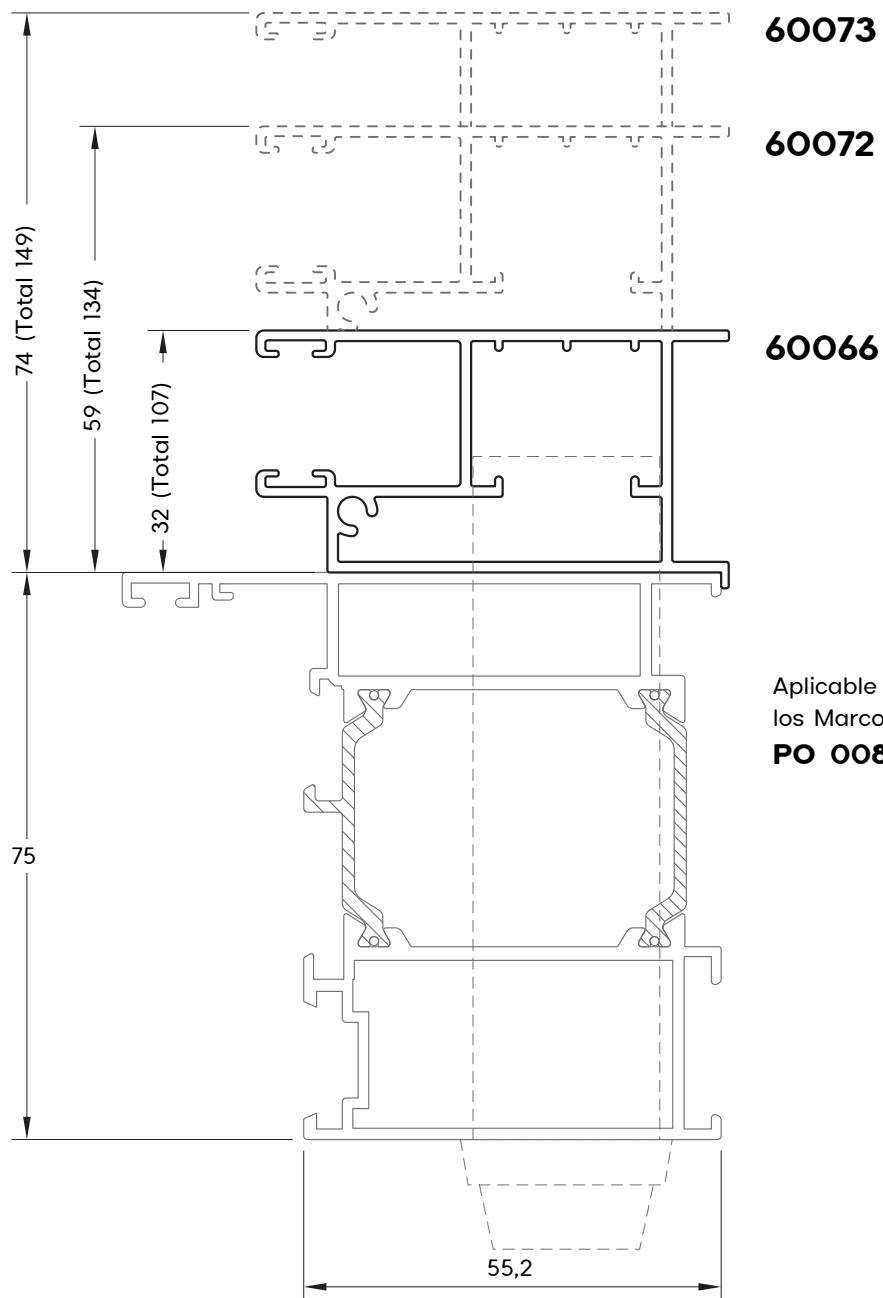 60073
60072
60066
74 (Total 149)
59 (Total 134)
32 (Total 107)
Aplicable
los Marco
PO 008
75
55,2